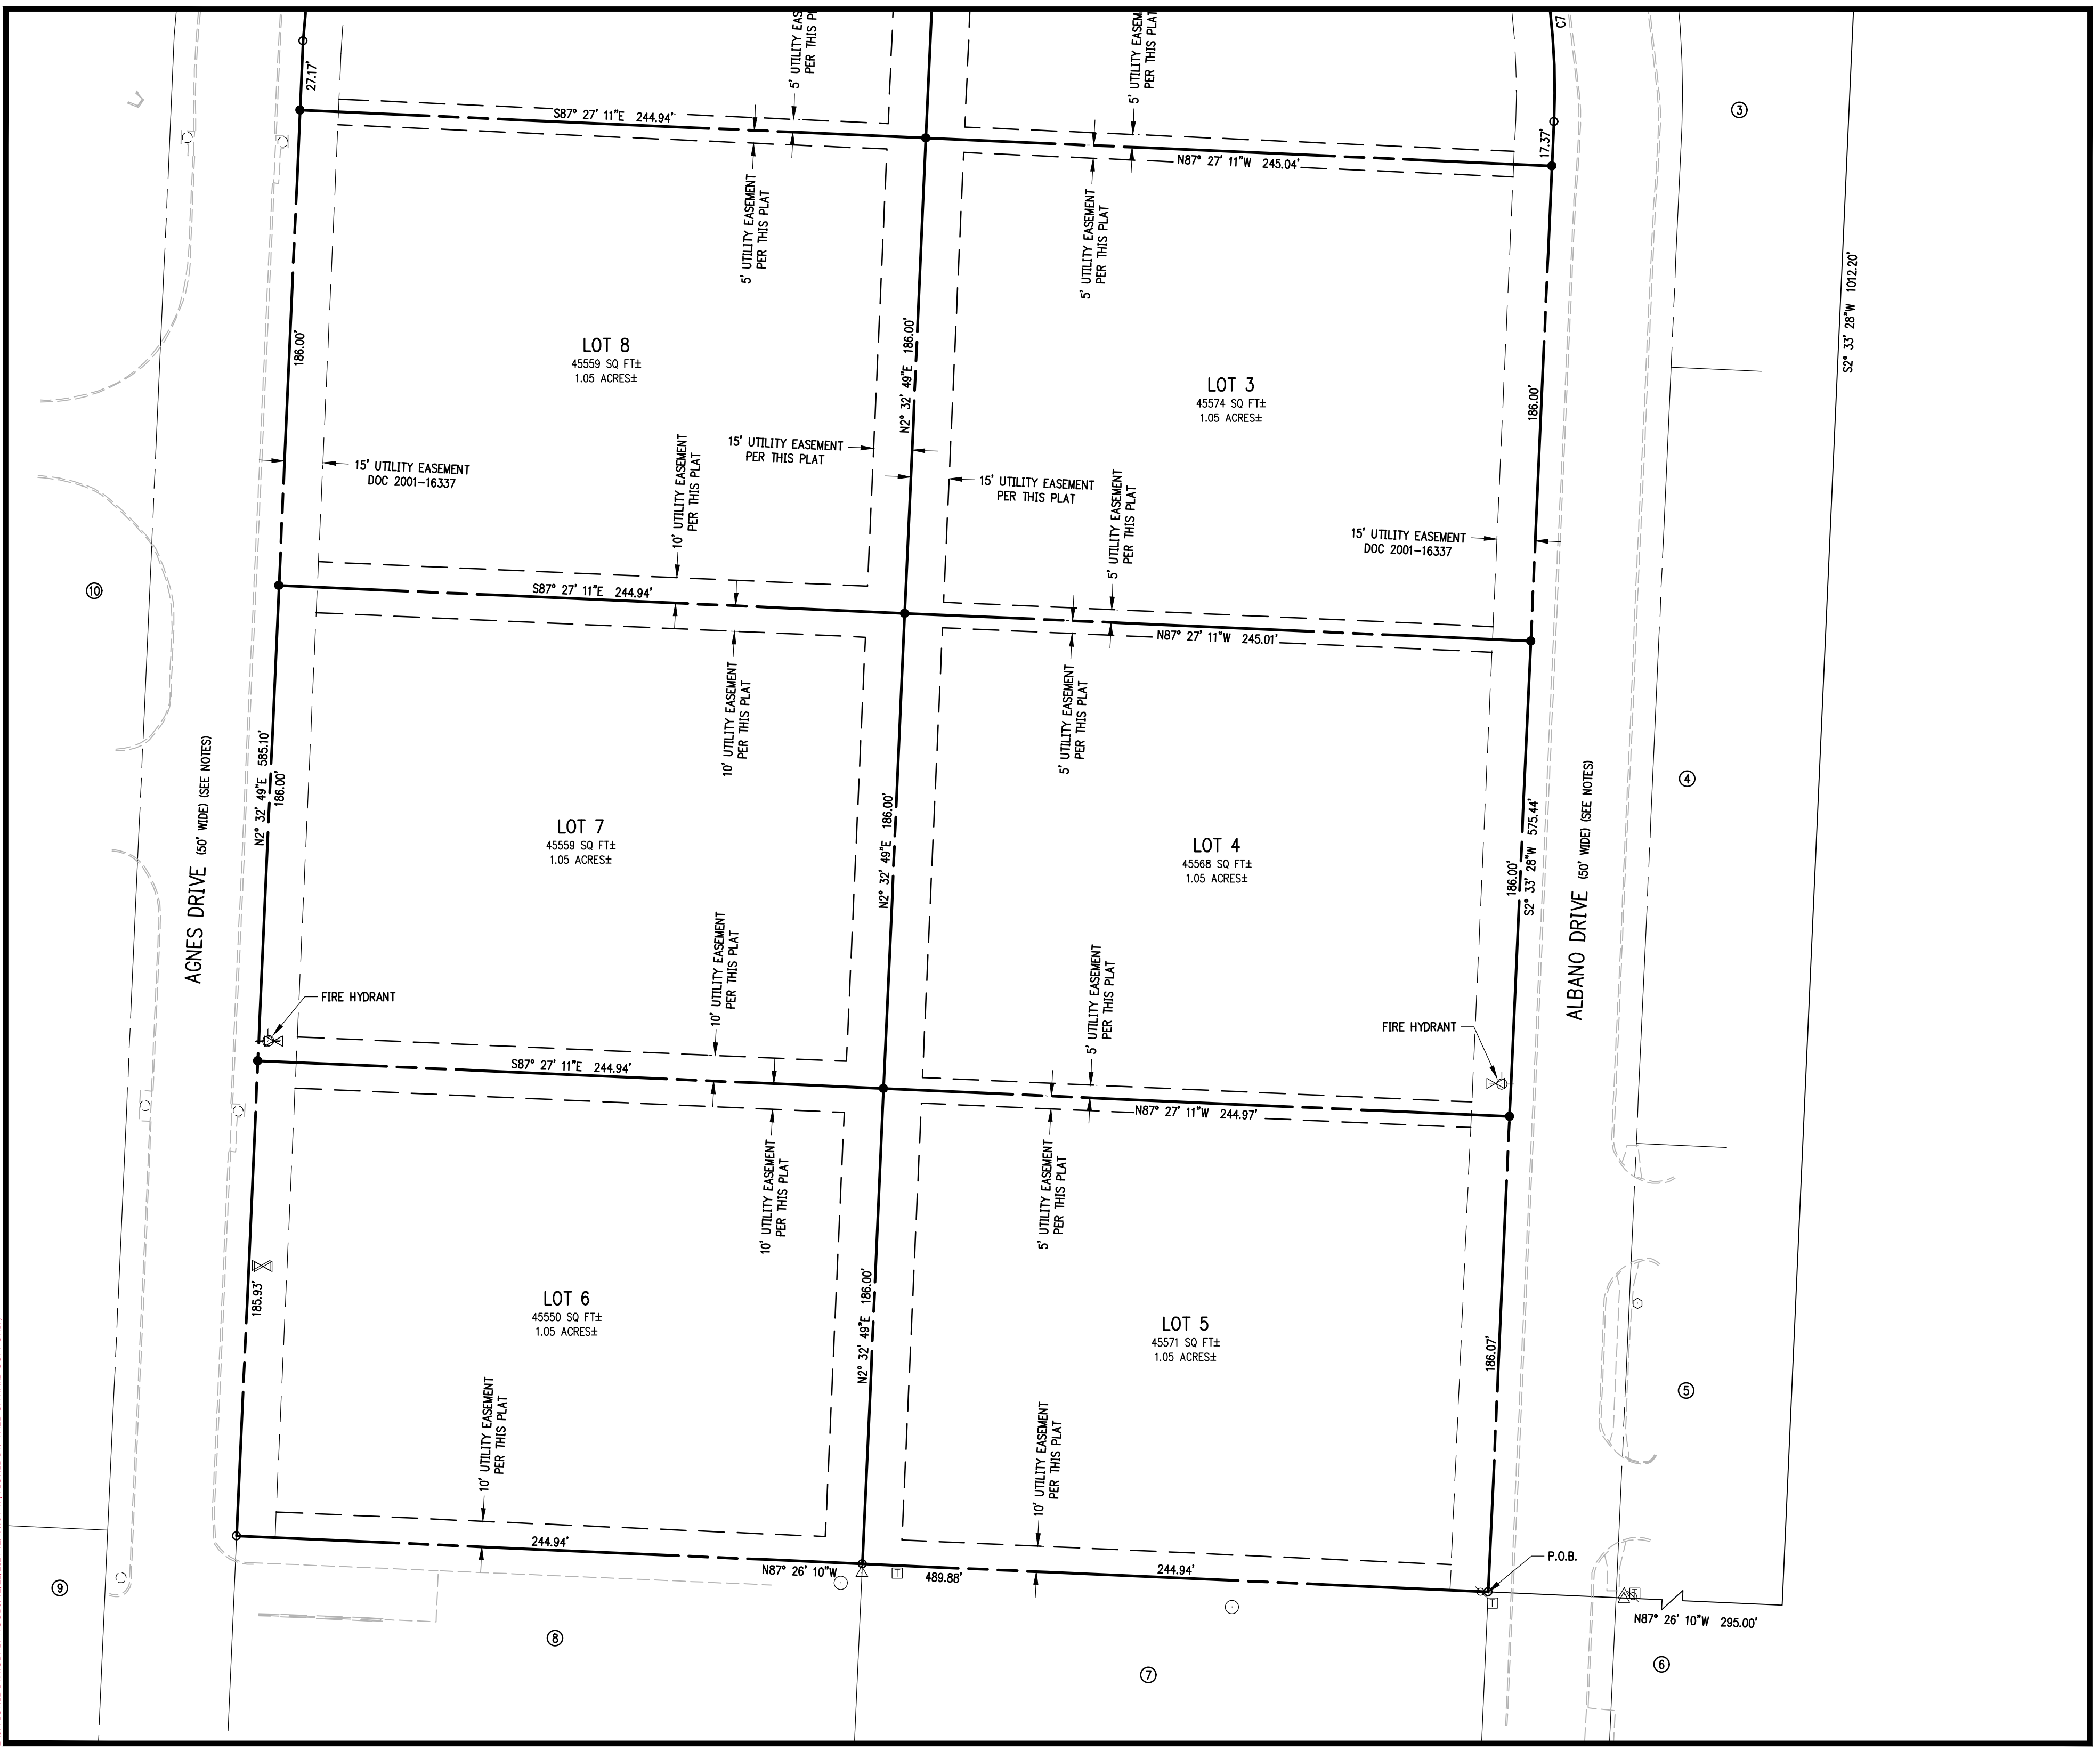 5' UTILITY EAS
PER THIS P
5' UTILITY EASEM
PER THIS PLAT
C7
27.17'
S87° 27' 11"E 244.94'
17.37'
N87° 27' 11"W 245.04'
3
5' UTILITY EASEMENT
PER THIS PLAT
5' UTILITY EASEMENT
PER THIS PLAT
S2° 33' 28"W 1012.20'
186.00'
LOT 8
45559 SQ FT±
1.05 ACRES±
N2° 32' 49"E 186.00'
LOT 3
45574 SQ FT±
1.05 ACRES±
186.00'
15' UTILITY EASEMENT
DOC 2001-16337
10' UTILITY EASEMENT
PER THIS PLAT
15' UTILITY EASEMENT
PER THIS PLAT
15' UTILITY EASEMENT
PER THIS PLAT
5' UTILITY EASEMENT
PER THIS PLAT
15' UTILITY EASEMENT
DOC 2001-16337
10
S87° 27' 11"E 244.94'
N87° 27' 11"W 245.01'
10' UTILITY EASEMENT
PER THIS PLAT
5' UTILITY EASEMENT
PER THIS PLAT
4
AGNES DRIVE (50' WIDE) (SEE NOTES)
N2° 32' 49"E 585.10'
186.00'
LOT 7
45559 SQ FT±
1.05 ACRES±
N2° 32' 49"E 186.00'
LOT 4
45568 SQ FT±
1.05 ACRES±
186.00'
S2° 33' 28"W 575.44'
ALBANO DRIVE (50' WIDE) (SEE NOTES)
FIRE HYDRANT
10' UTILITY EASEMENT
PER THIS PLAT
5' UTILITY EASEMENT
PER THIS PLAT
FIRE HYDRANT
S87° 27' 11"E 244.94'
N87° 27' 11"W 244.97'
10' UTILITY EASEMENT
PER THIS PLAT
5' UTILITY EASEMENT
PER THIS PLAT
185.93'
LOT 6
45550 SQ FT±
1.05 ACRES±
N2° 32' 49"E 186.00'
LOT 5
45571 SQ FT±
1.05 ACRES±
186.07'
5
10' UTILITY EASEMENT
PER THIS PLAT
10' UTILITY EASEMENT
PER THIS PLAT
244.94'
N87° 26' 10"W
T
489.88'
244.94'
P.O.B.
T
T
N87° 26' 10"W 295.00'
9
8
7
6